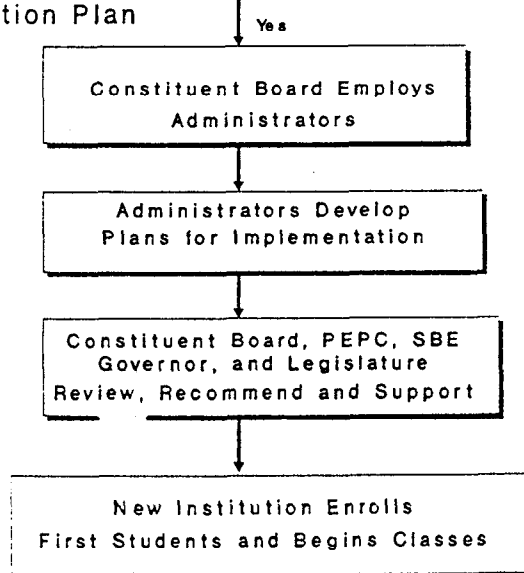 tion Plan
Yes
Constituent Board Employs
Administrators
Administrators Develop
Plans for Implementation
Constituent Board, PEPC, SBE
Governor, and Legislature
Review, Recommend and Support
New Institution Enrolls
First Students and Begins Classes